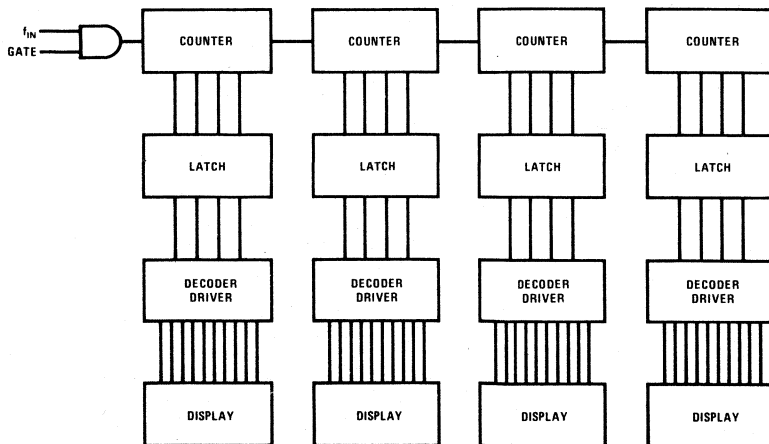 fIN
GATE
COUNTER COUNTER COUNTER COUNTER
LATCH LATCH LATCH LATCH
DECODER DECODER DECODER DECODER
DRIVER DRIVER DRIVER DRIVER
DISPLAY DISPLAY DISPLAY DISPLAY